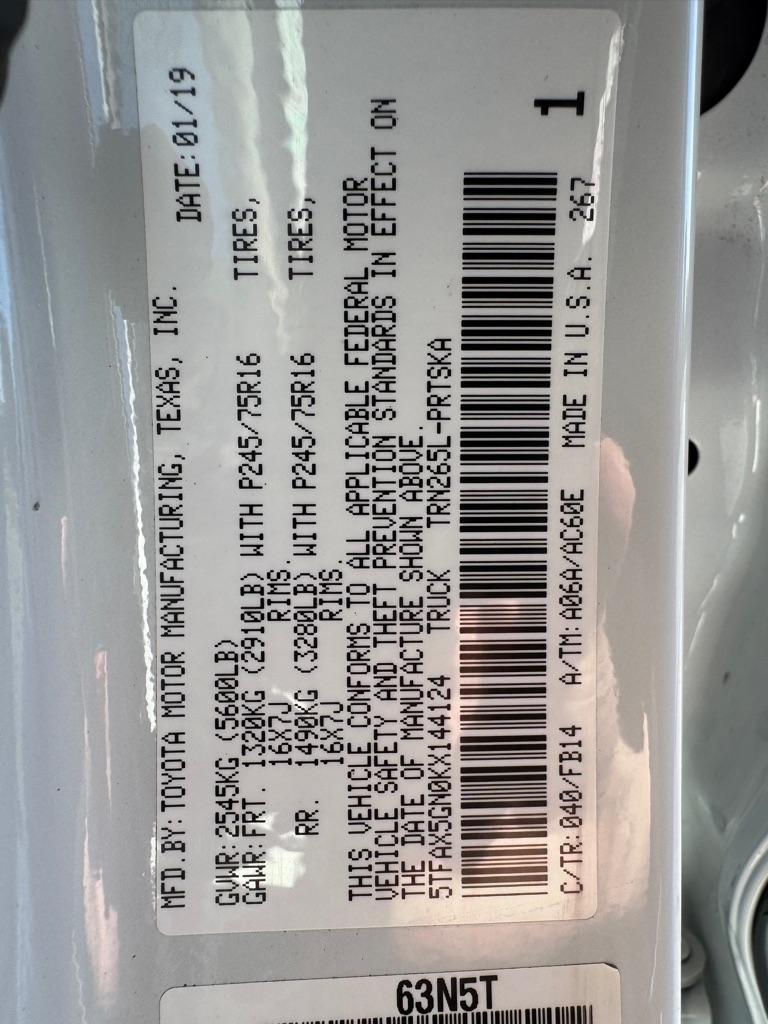 MFD.BY:TOYOTA MOTOR MANUFACTURING, TEXAS, INC.
DATE:01/19
GVWR:2545KG (5600LB)
GAWR:FRT. 1320KG (2910LB) WITH P245/75R16 TIRES,
16X7J RIMS.
RR. 1490KG (3280LB) WITH P245/75R16 TIRES,
16X7J RIMS.
THIS VEHICLE CONFORMS TO ALL APPLICABLE FEDERAL MOTOR
VEHICLE SAFETY AND THEFT PREVENTION STANDARDS IN EFFECT ON
THE DATE OF MANUFACTURE SHOWN ABOVE.
5TFAX5GN0KX144124 TRUCK TRN265L-PRTSKA
1
C/TR:040/FB14 A/TM:A06A/AC60E MADE IN U.S.A. 267
63N5T